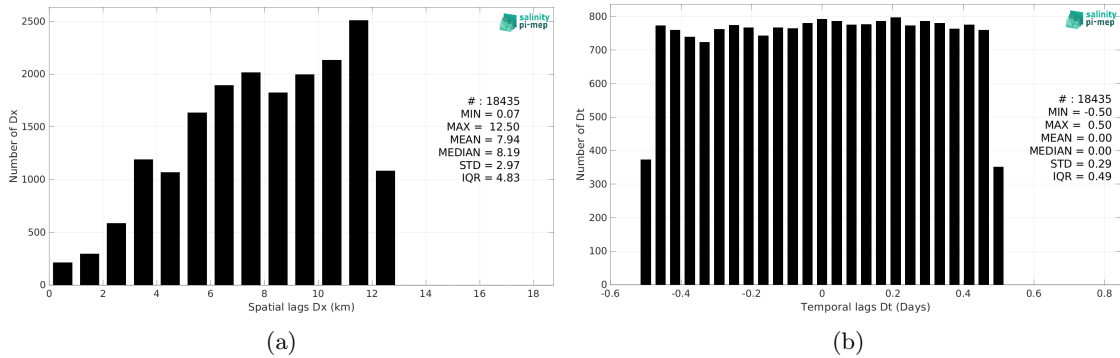 2500
2000
1500
1000
500
0
Number of Dx
0 2 4 6 8 10 12 14 16 18
Spatial lags Dx (km)
salinity
pi-mep
# : 18435
MIN = 0.07
MAX = 12.50
MEAN = 7.94
MEDIAN = 8.19
STD = 2.97
IQR = 4.83
(a)
800
700
600
500
400
300
200
100
0
Number of Dt
-0.6 -0.4 -0.2 0 0.2 0.4 0.6 0.8
Temporal lags Dt (Days)
salinity
pi-mep
# : 18435
MIN = -0.50
MAX = 0.50
MEAN = 0.00
MEDIAN = 0.00
STD = 0.29
IQR = 0.49
(b)